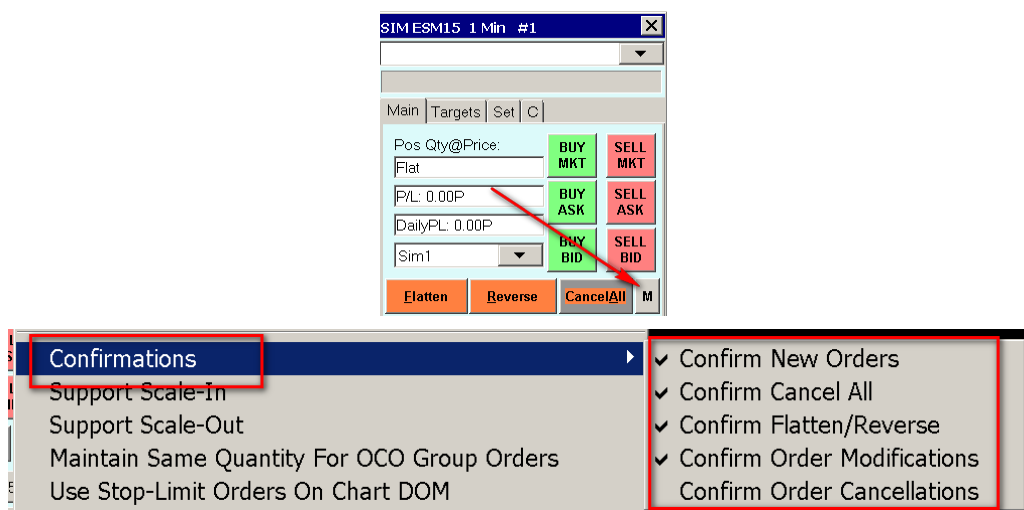 SIM ESM15 1 Min #1
Main Targets Set C
Pos Qty@Price:
Flat
BUY MKT
SELL MKT
P/L: 0.00P
BUY ASK
SELL ASK
DailyPL: 0.00P
Sim1
BUY BID
SELL BID
Flatten Reverse CancelAll M
Confirmations
Support Scale-In
Support Scale-Out
Maintain Same Quantity For OCO Group Orders
Use Stop-Limit Orders On Chart DOM
Confirm New Orders
Confirm Cancel All
Confirm Flatten/Reverse
Confirm Order Modifications
Confirm Order Cancellations